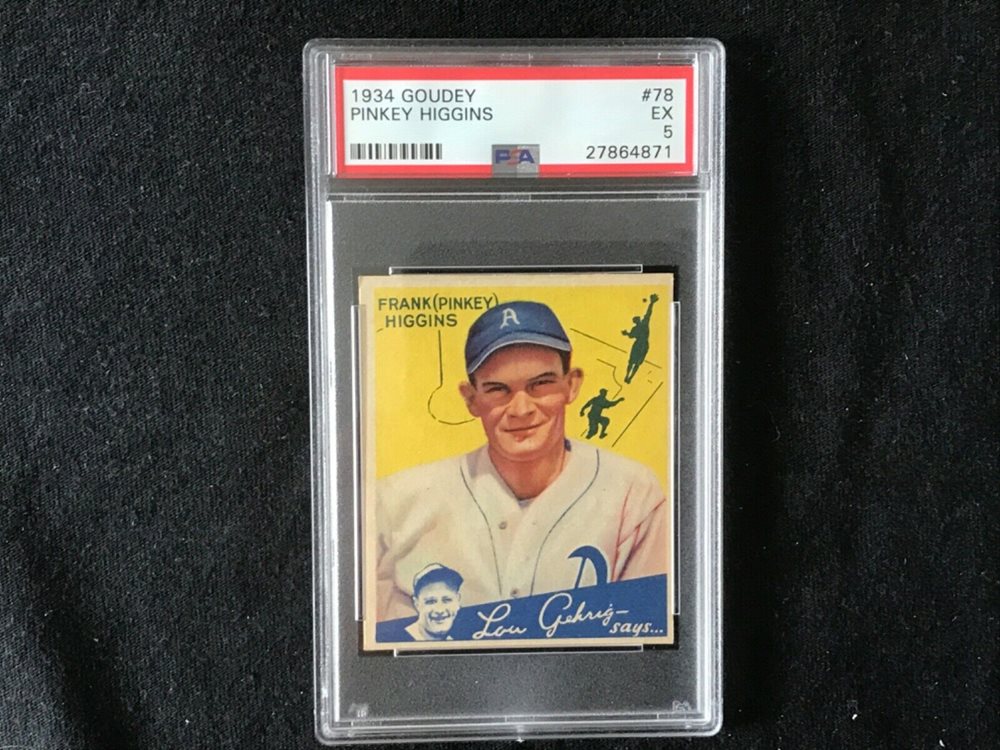 1934 GOUDEY #78
PINKEY HIGGINS EX
5
PSA 27864871
FRANK (PINKEY)
HIGGINS
A
A
Lou Gehrig—
says...